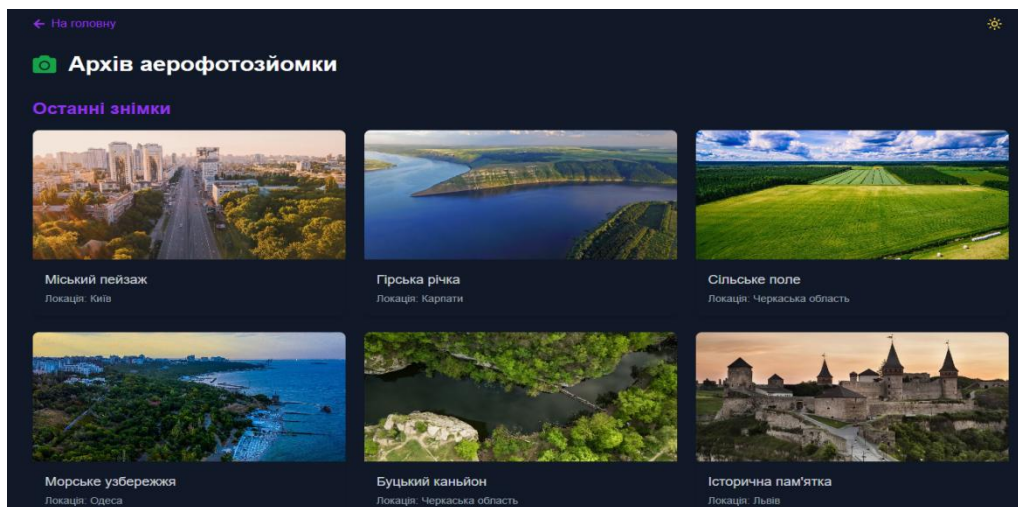 На головну
Архів аерофотозйомки
Останні знімки
Міський пейзаж
Локація: Київ
Гірська річка
Локація: Карпати
Сільське поле
Локація: Черкаська область
Морське узбережжя
Локація: Одеса
Буцький каньйон
Локація: Черкаська область
Історична пам'ятка
Локація: Львів